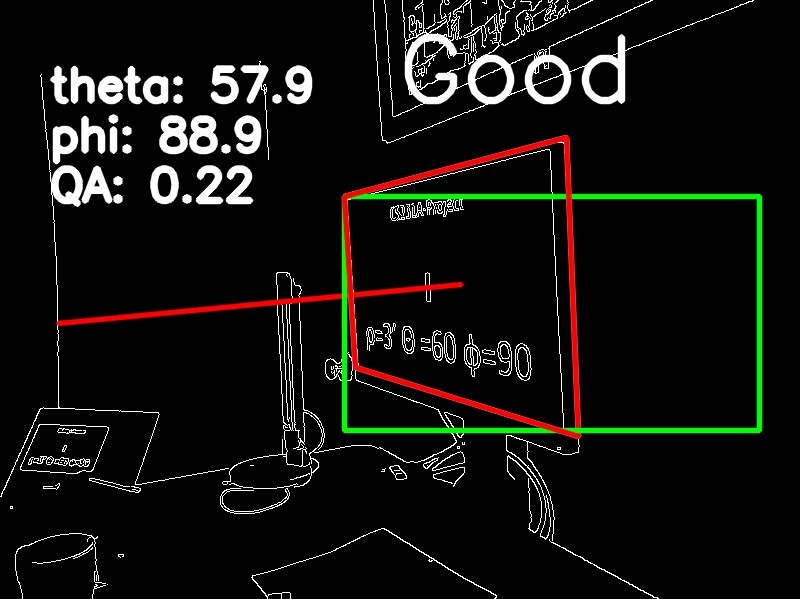 theta: 57.9
phi: 88.9
QA: 0.22
Good
CS231A-Project
ρ=3' Θ=60 ϕ=90